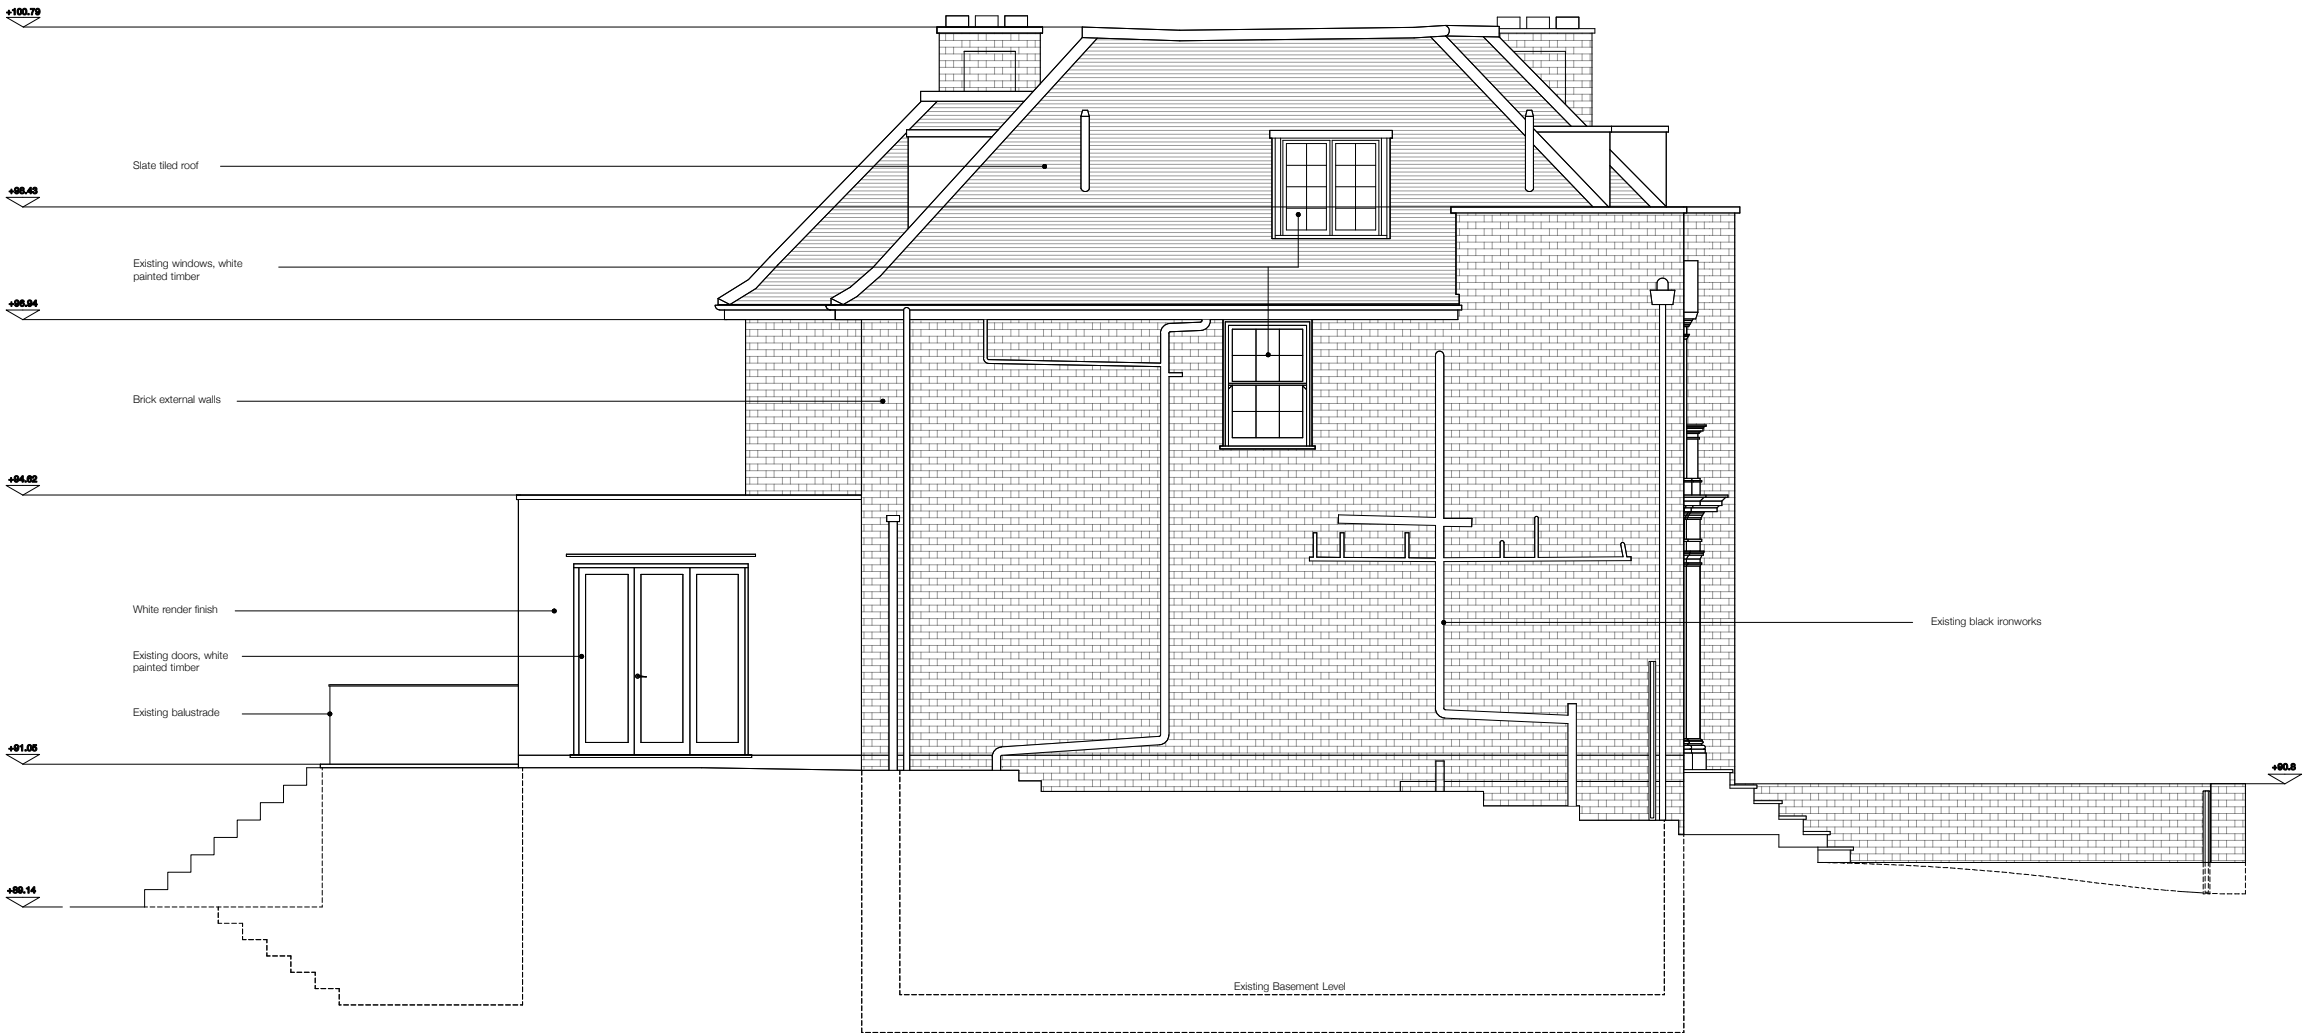 +100.79
Slate tiled roof
+98.43
Existing windows, white
painted timber
+96.94
Brick external walls
+94.62
White render finish
Existing black ironworks
Existing doors, white
painted timber
Existing balustrade
+91.05
+90.8
+89.14
Existing Basement Level